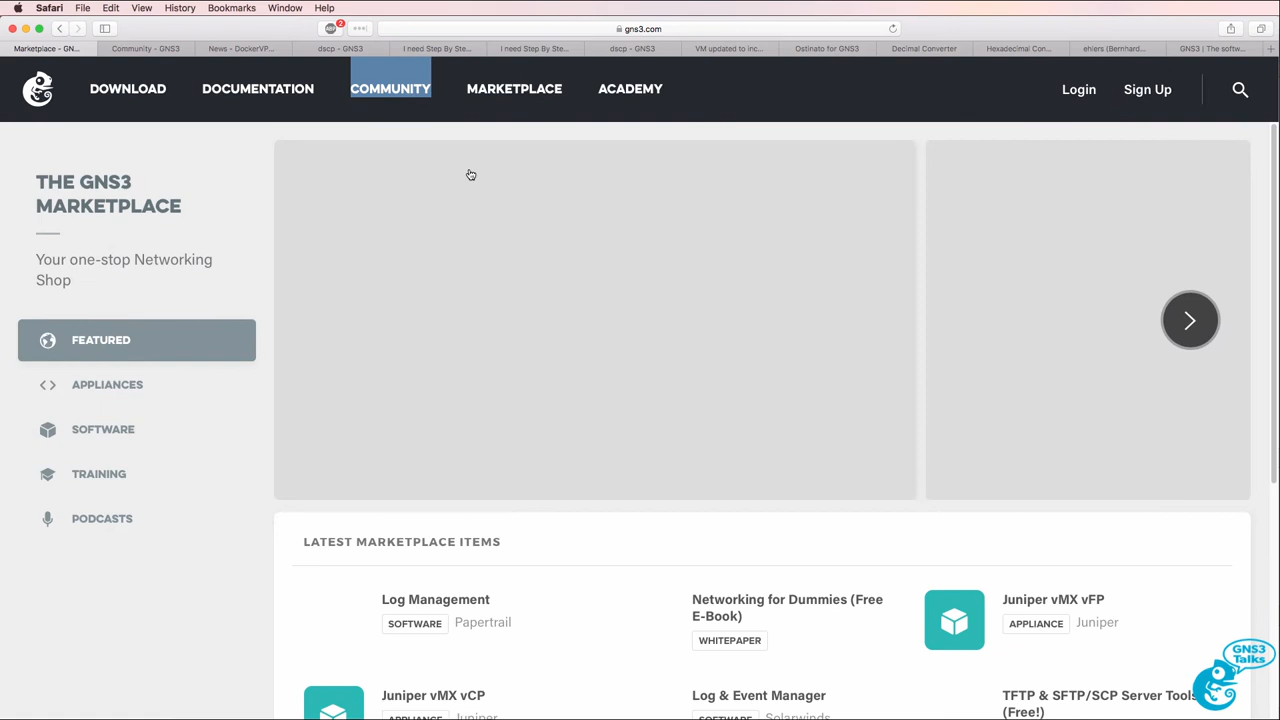 Safari File Edit View History Bookmarks Window Help
2
gns3.com
Marketplace - GN... Community - GNS3 News - DockerVP... dscp - GNS3 I need Step By Ste... I need Step By Ste... dscp - GNS3 VM updated to inc... Ostinato for GNS3 Decimal Converter Hexadecimal Con... ehlers (Bernhard... GNS3 | The softw...
DOWNLOAD DOCUMENTATION COMMUNITY MARKETPLACE ACADEMY Login Sign Up
THE GNS3
MARKETPLACE
Your one-stop Networking
Shop
FEATURED
APPLIANCES
SOFTWARE
TRAINING
PODCASTS
LATEST MARKETPLACE ITEMS
Log Management
SOFTWARE Papertrail
Networking for Dummies (Free
E-Book)
WHITEPAPER
Juniper vMX vFP
APPLIANCE Juniper
Juniper vMX vCP
APPLIANCE Juniper
Log & Event Manager
SOFTWARE Solarwinds
TFTP & SFTP/SCP Server Tools
(Free!)
GNS3
Talks